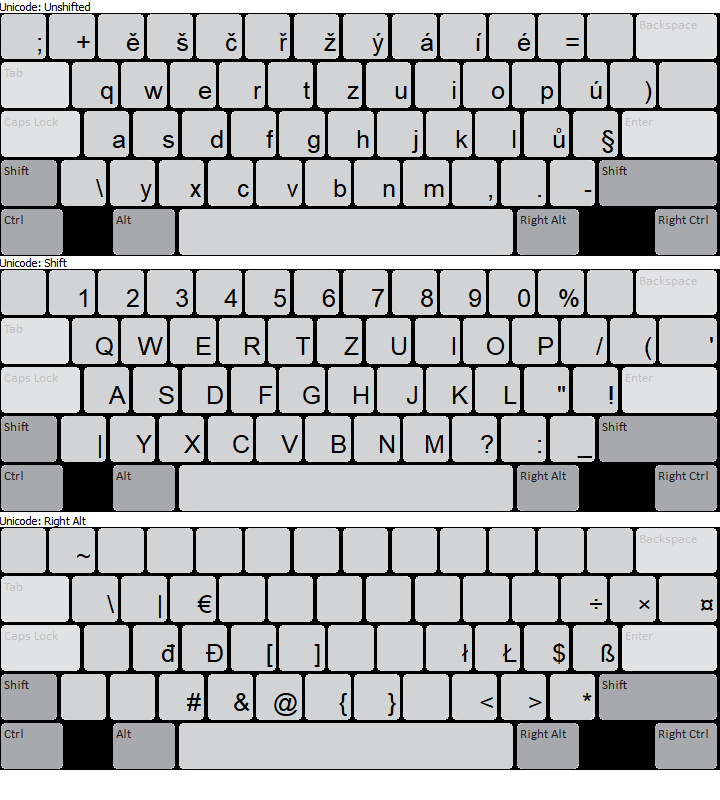 Unicode: Unshifted
; + ě š č ř ž ý á í é = Backspace
Tab q w e r t z u i o p ú )
Caps Lock a s d f g h j k l ů § Enter
Shift \ y x c v b n m , . - Shift
Ctrl Alt Right Alt Right Ctrl
Unicode: Shift
1 2 3 4 5 6 7 8 9 0 % Backspace
Tab Q W E R T Z U I O P / ( '
Caps Lock A S D F G H J K L " ! Enter
Shift | Y X C V B N M ? : _ Shift
Ctrl Alt Right Alt Right Ctrl
Unicode: Right Alt
~ Backspace
Tab \ | € ÷ × ¤
Caps Lock đ Đ [ ] ł Ł $ ß Enter
Shift # & @ { } < > * Shift
Ctrl Alt Right Alt Right Ctrl